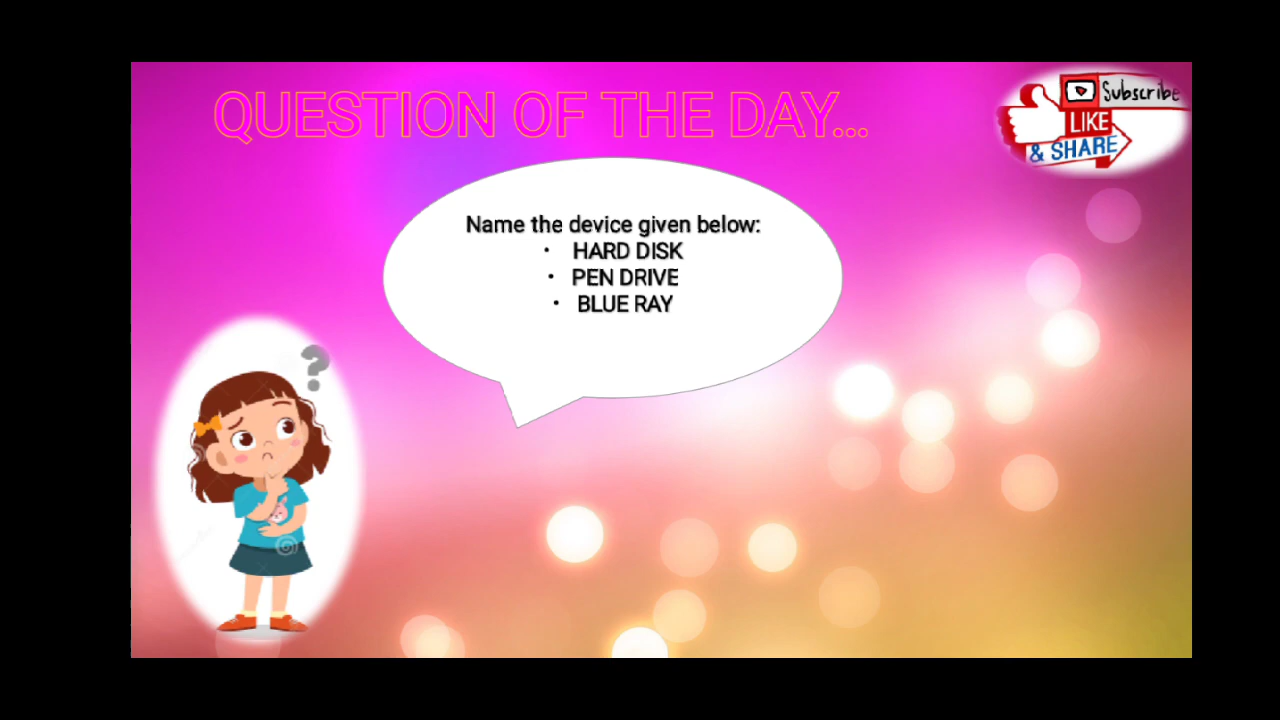 QUESTION OF THE DAY...
Subscribe
LIKE
& SHARE
Name the device given below:
• HARD DISK
• PEN DRIVE
• BLUE RAY
?